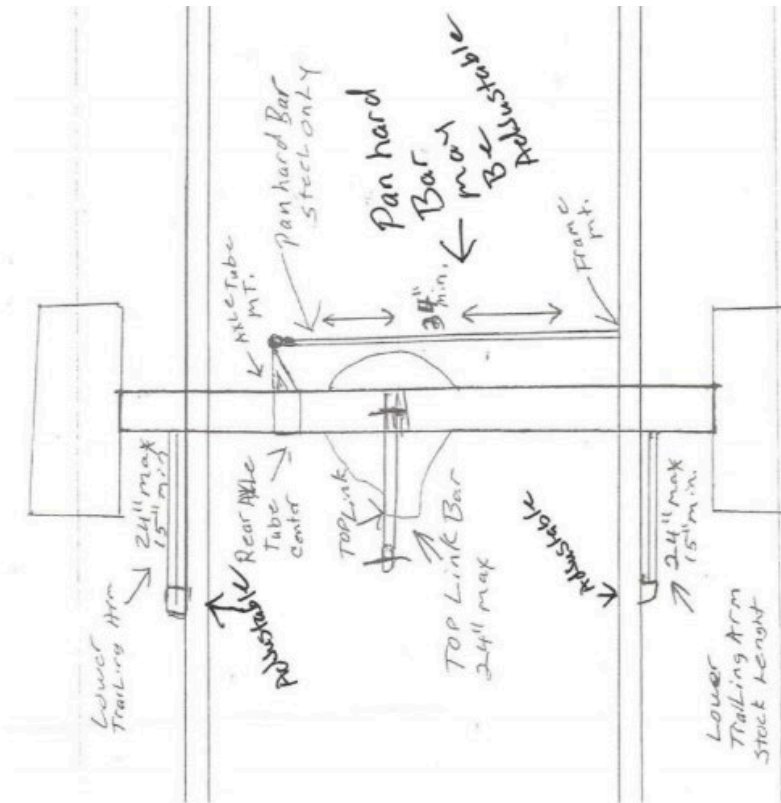 Panhard Bar
steel only
Pan hard
Bar
may
Be
Adjustable
Axle Tube
MT.
34"
min.
Frame
mt.
24" max
15" min
Rear Axle
Tube
center
TOP Link
TOP Link Bar
24" max
Adjustable
24" max
15" min.
Lower
Trailing Arm
Adjustable
Lower
Trailing Arm
Stock Lenght